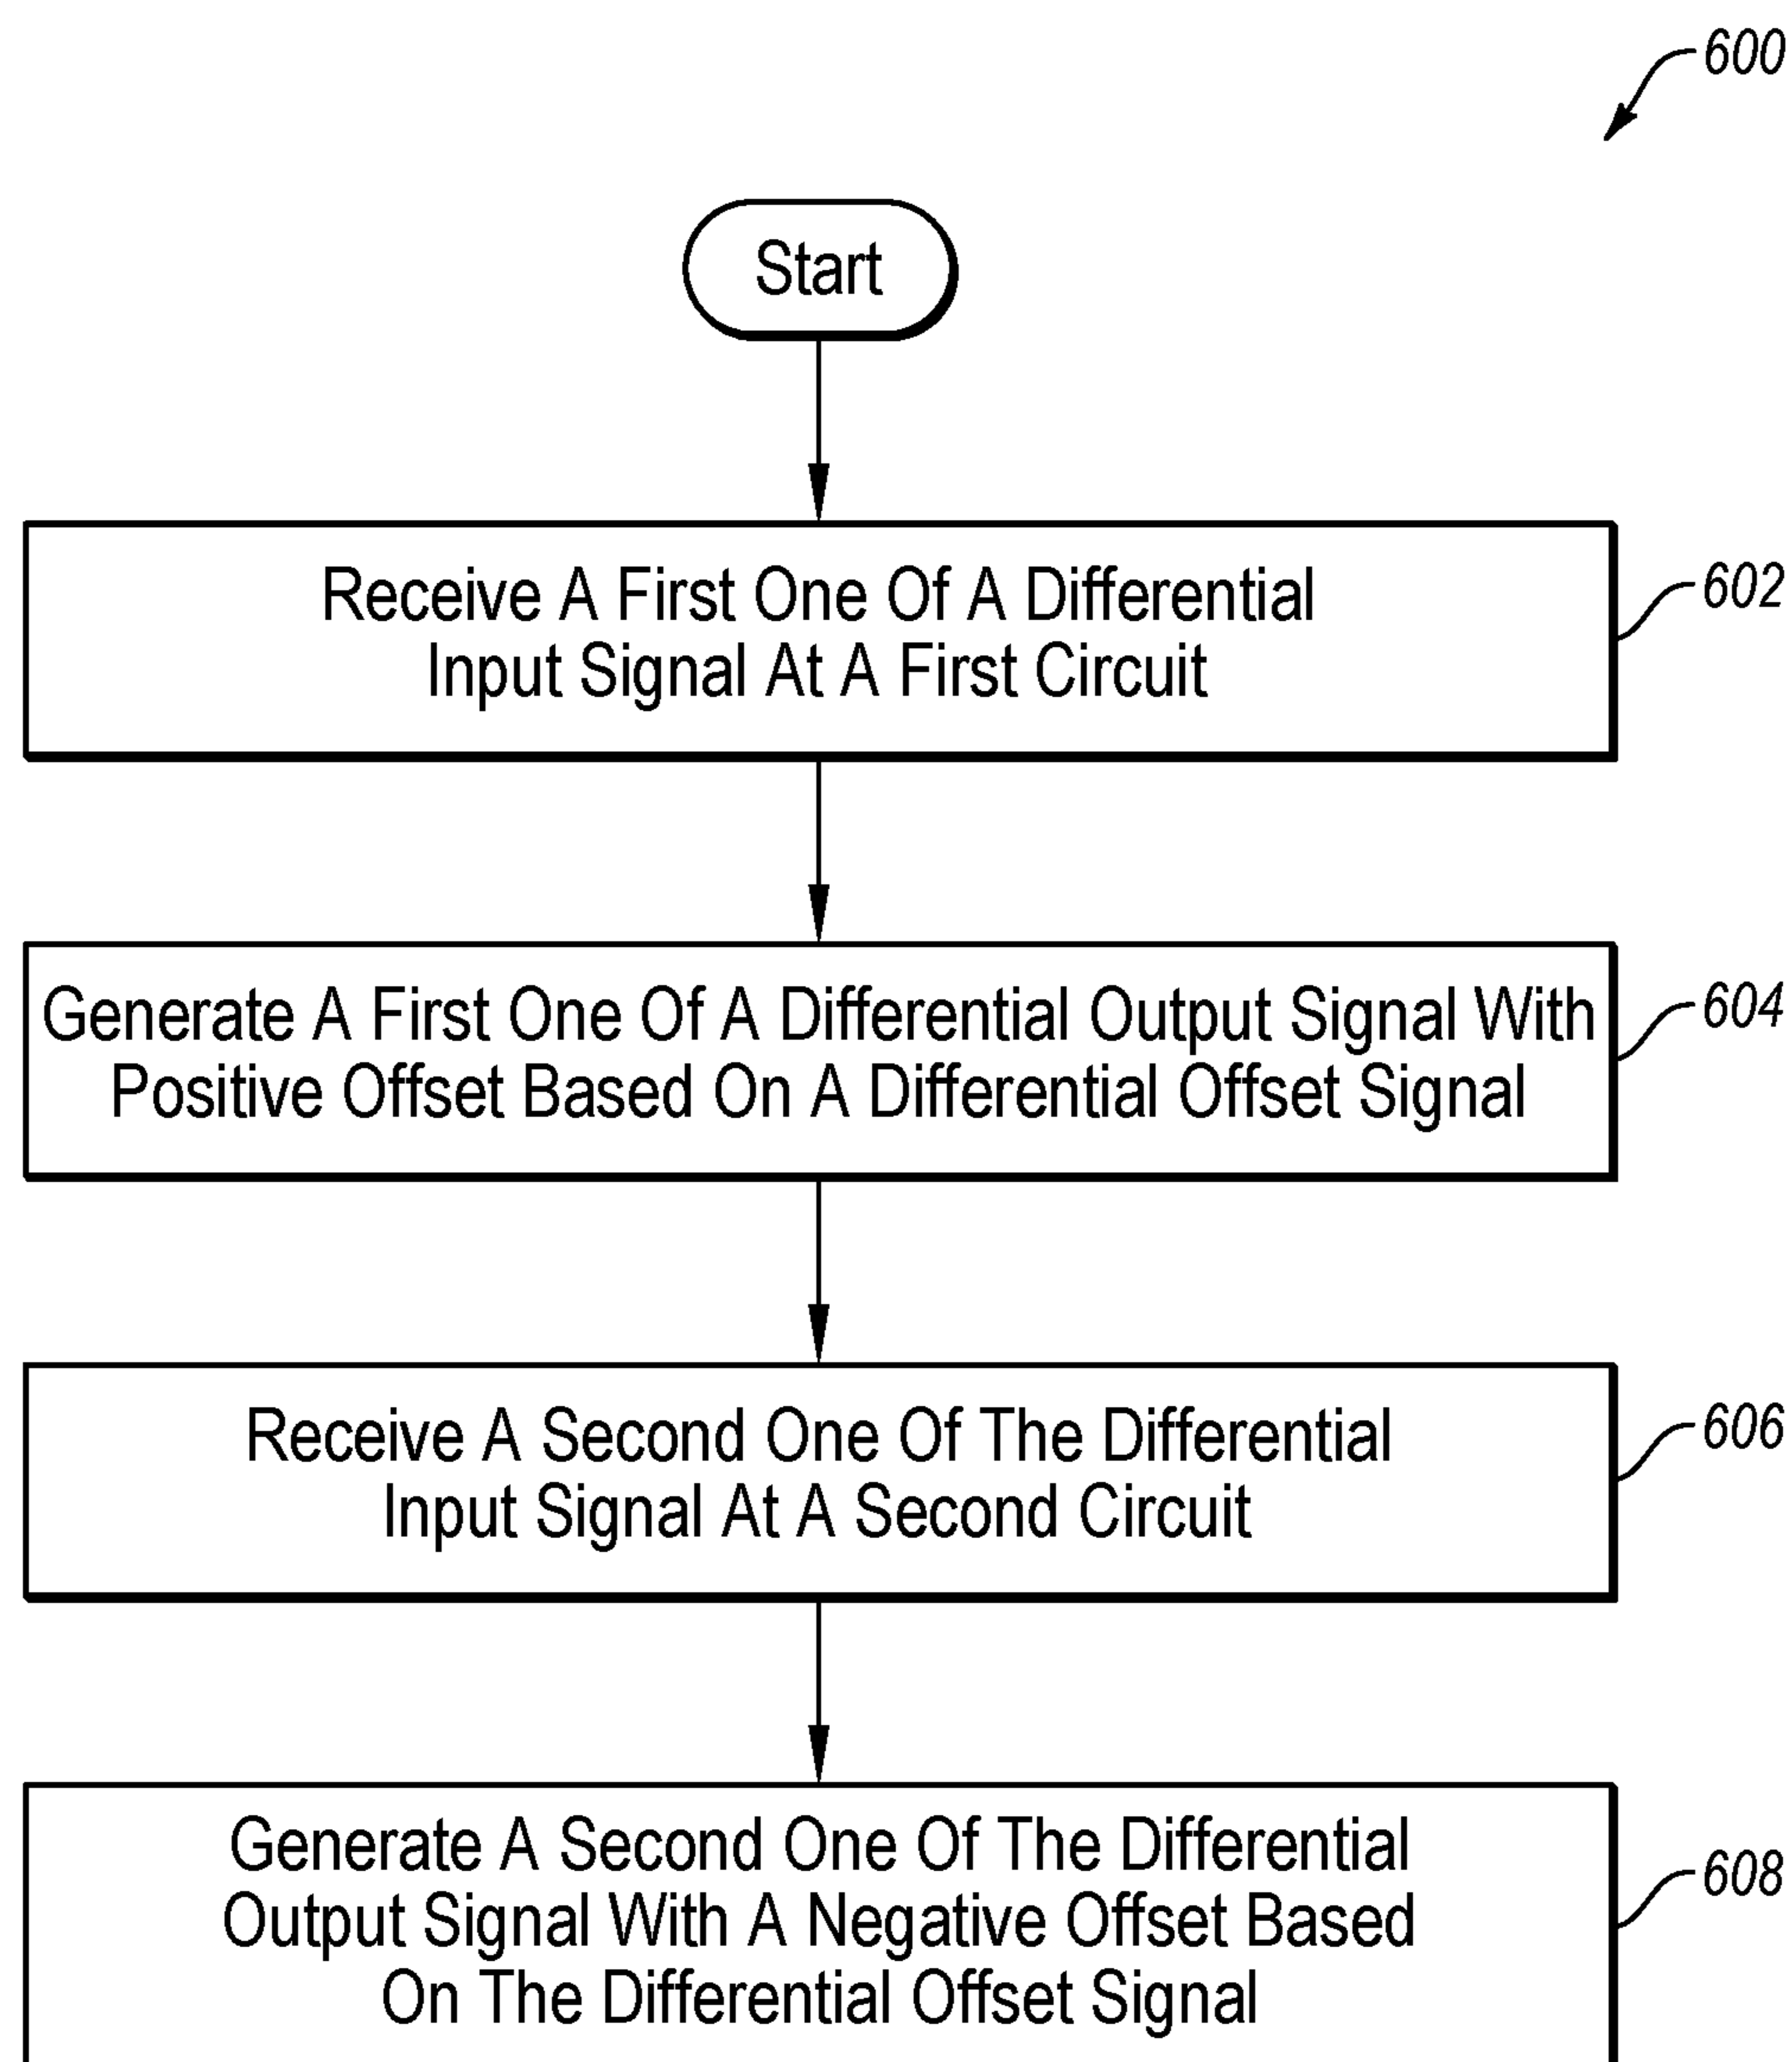 600
Start
Receive A First One Of A Differential
Input Signal At A First Circuit
602
Generate A First One Of A Differential Output Signal With
Positive Offset Based On A Differential Offset Signal
604
Receive A Second One Of The Differential
Input Signal At A Second Circuit
606
Generate A Second One Of The Differential
Output Signal With A Negative Offset Based
On The Differential Offset Signal
608